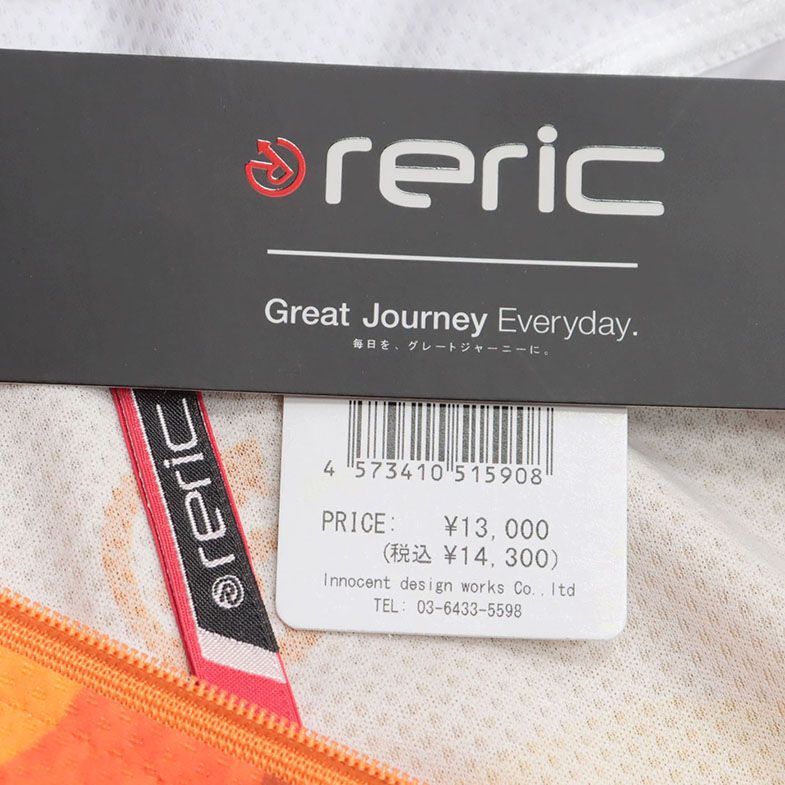 reric
Great Journey Everyday.
毎日を、グレートジャーニーに。
4 573410 515908
PRICE: ¥13,000
(税込 ¥14,300)
Innocent design works Co.,ltd
TEL: 03-6433-5598
reric